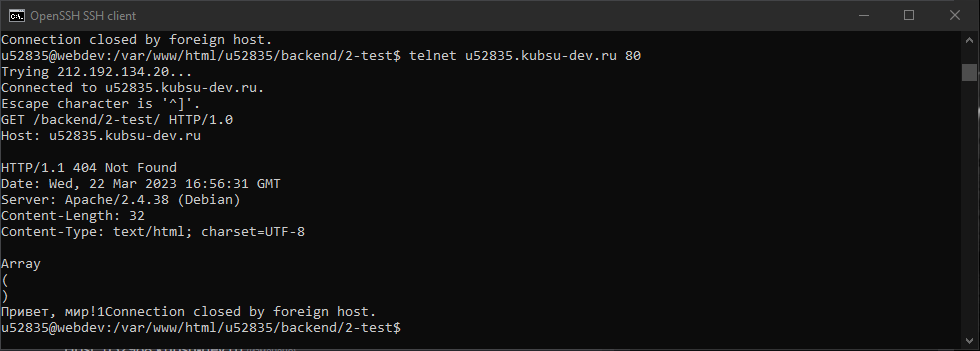 OpenSSH SSH client
Connection closed by foreign host.
u52835@webdev:/var/www/html/u52835/backend/2-test$ telnet u52835.kubsu-dev.ru 80
Trying 212.192.134.20...
Connected to u52835.kubsu-dev.ru.
Escape character is '^]'.
GET /backend/2-test/ HTTP/1.0
Host: u52835.kubsu-dev.ru

HTTP/1.1 404 Not Found
Date: Wed, 22 Mar 2023 16:56:31 GMT
Server: Apache/2.4.38 (Debian)
Content-Length: 32
Content-Type: text/html; charset=UTF-8

Array
(
)
Привет, мир!1Connection closed by foreign host.
u52835@webdev:/var/www/html/u52835/backend/2-test$